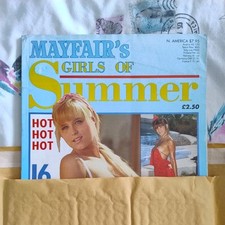 MAYFAIR's
GIRLS OF
Summer
£2.50
HOT
HOT
HOT
16